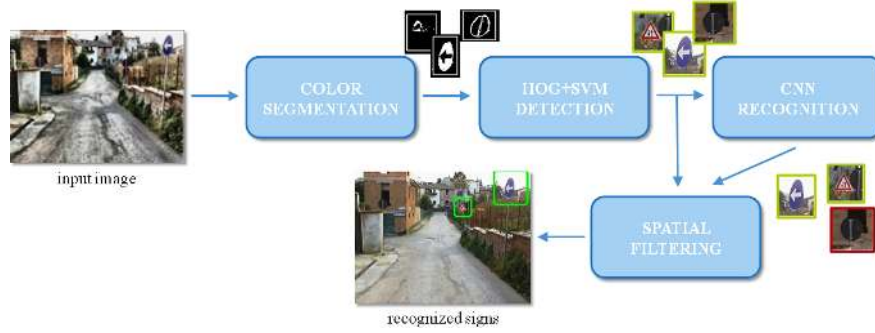 COLOR
SEGMENTATION
HOG+SVM
DETECTION
CNN
RECOGNITION
input image
SPATIAL
FILTERING
recognized signs